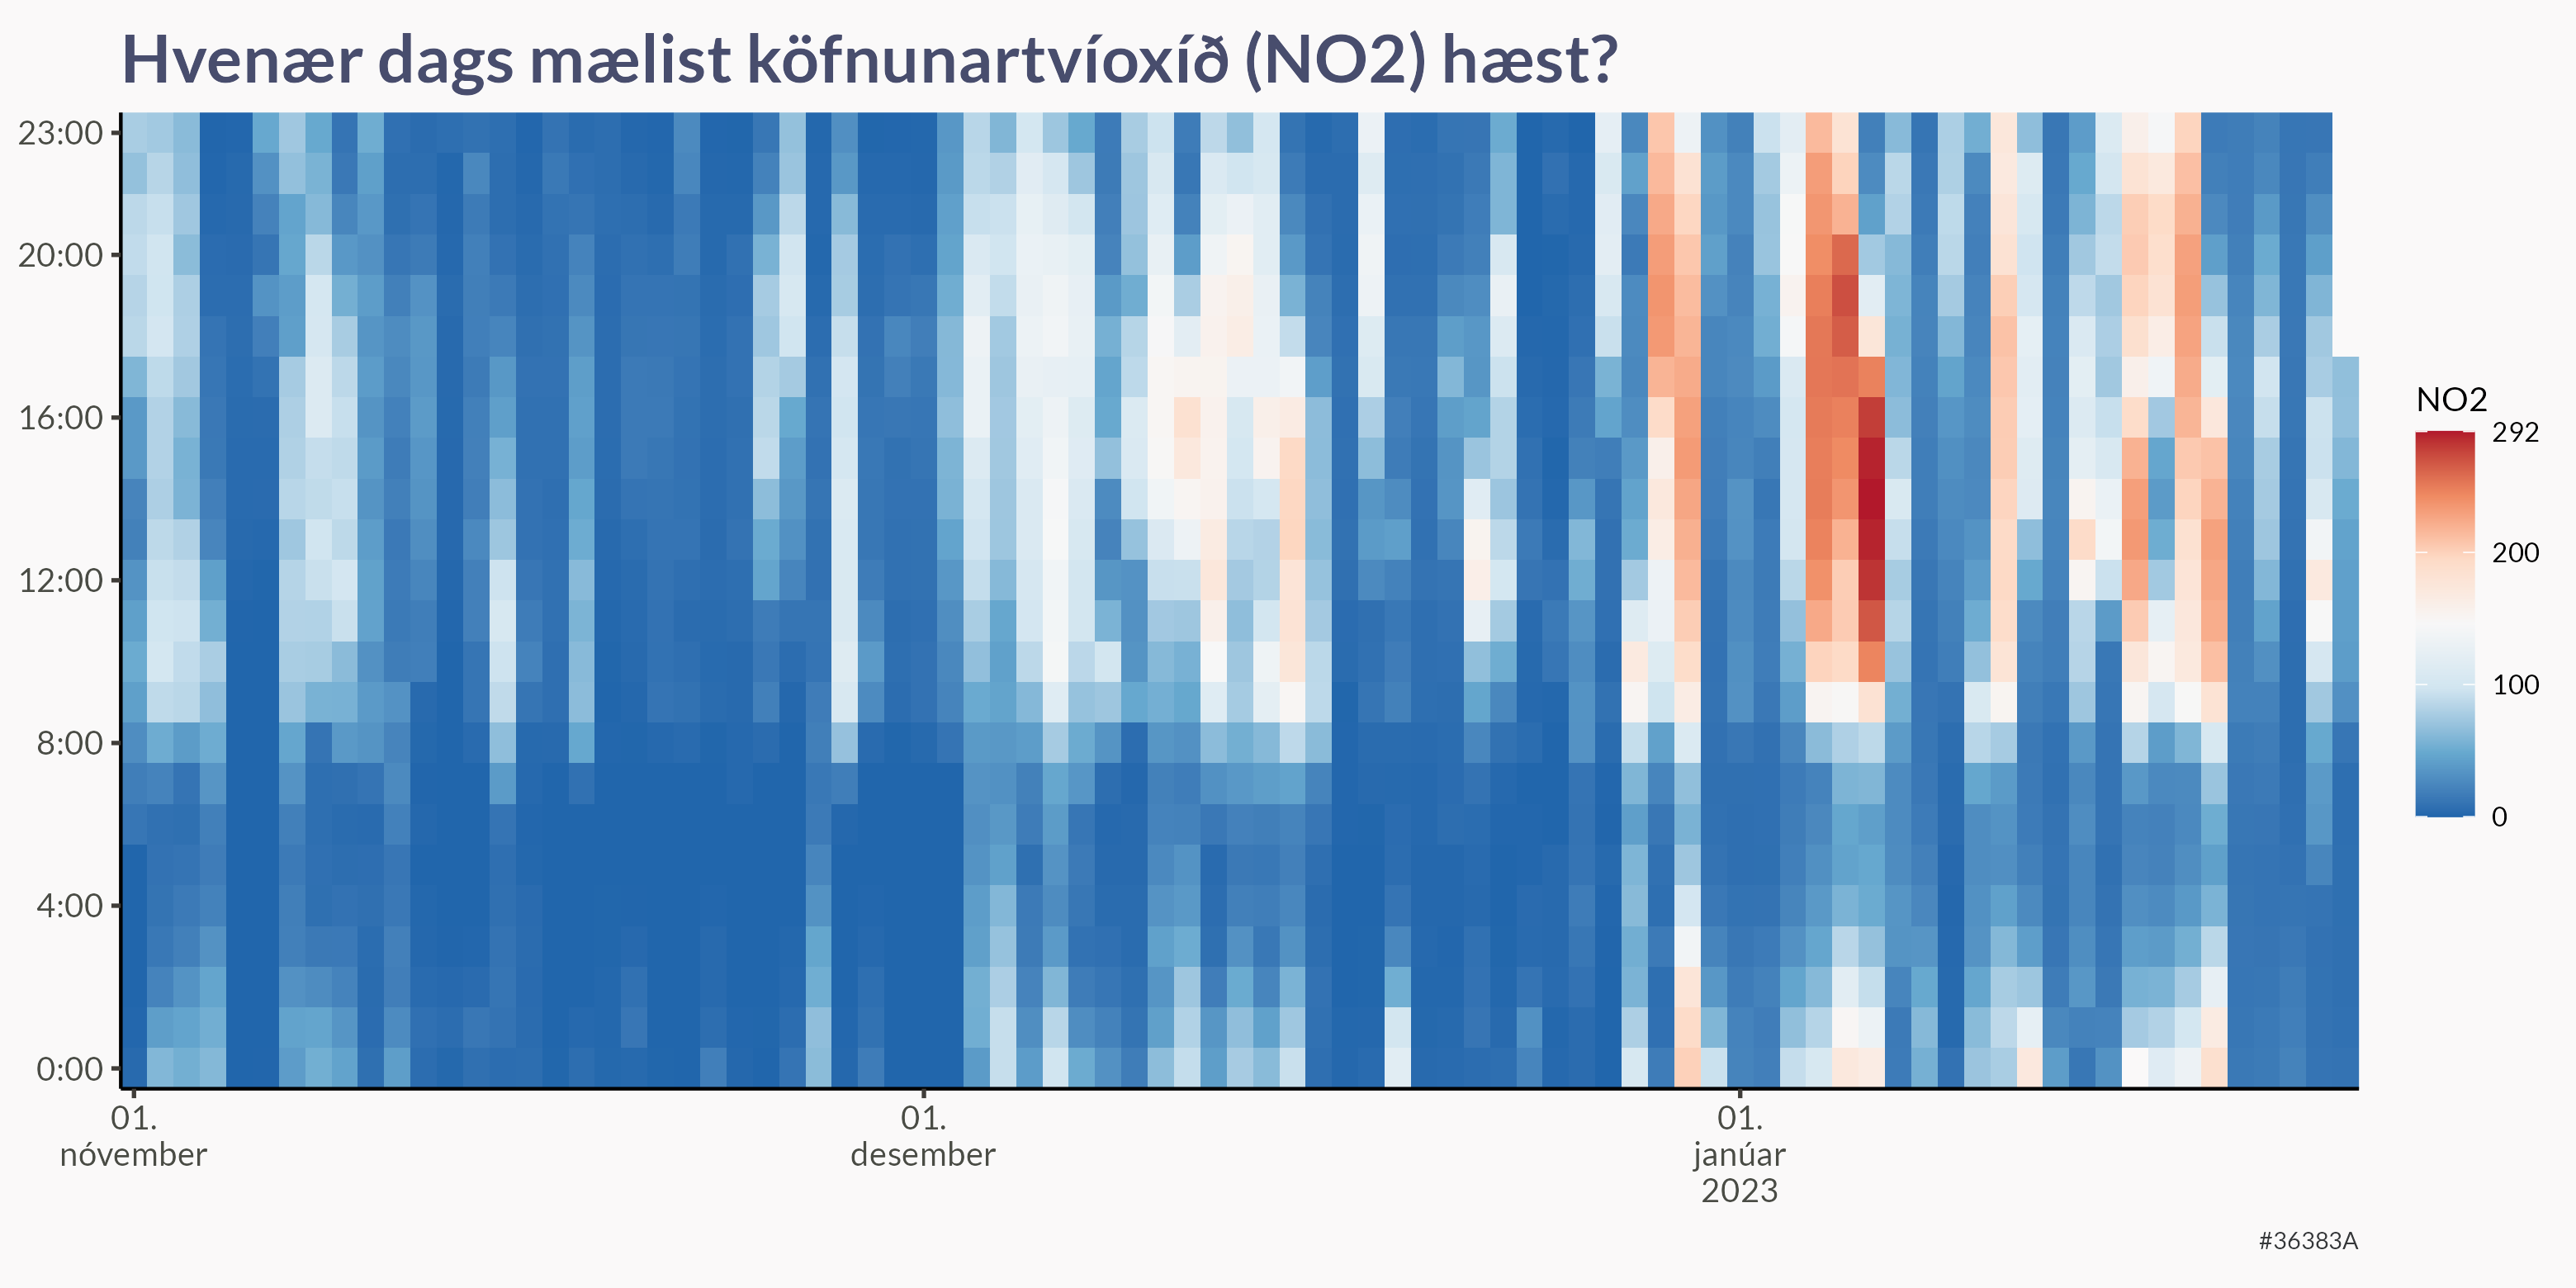 Hvenær dags mælist köfnunartvíoxíð (NO2) hæst?
23:00
20:00
16:00
12:00
8:00
4:00
0:00
01.
nóvember
01.
desember
01.
janúar
2023
NO2
292
200
100
0
#36383A